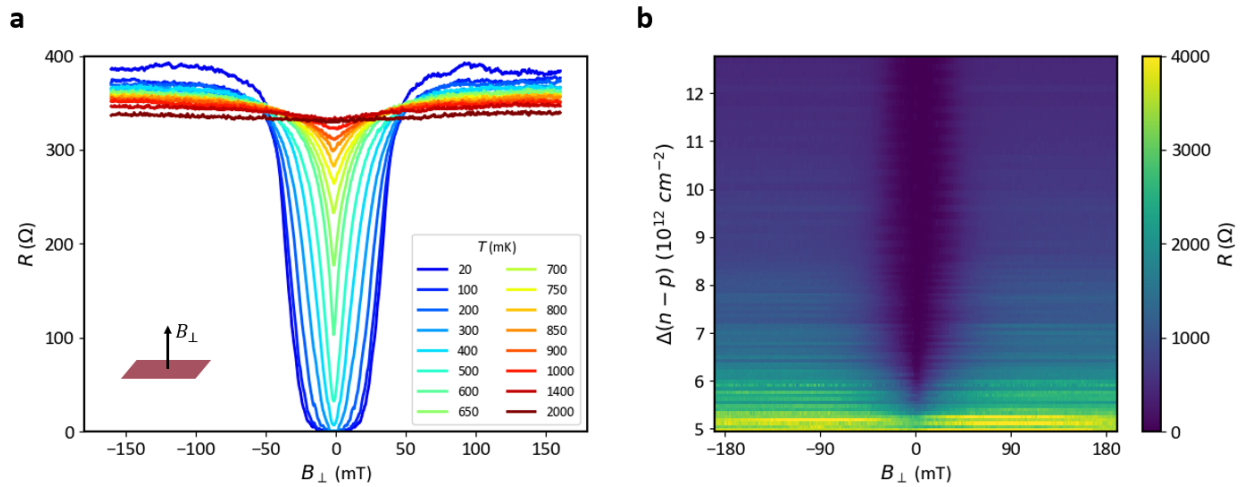 a
400
300
200
100
0
R (Ω)
T (mK)
20 700
100 750
200 800
300 850
400 900
500 1000
600 1400
650 2000
B⊥
−150 −100 −50 0 50 100 150
B⊥ (mT)
b
12
11
10
9
8
7
6
5
Δ(n − p) (10¹² cm⁻²)
−180 −90 0 90 180
B⊥ (mT)
4000
3000
2000
1000
0
R (Ω)